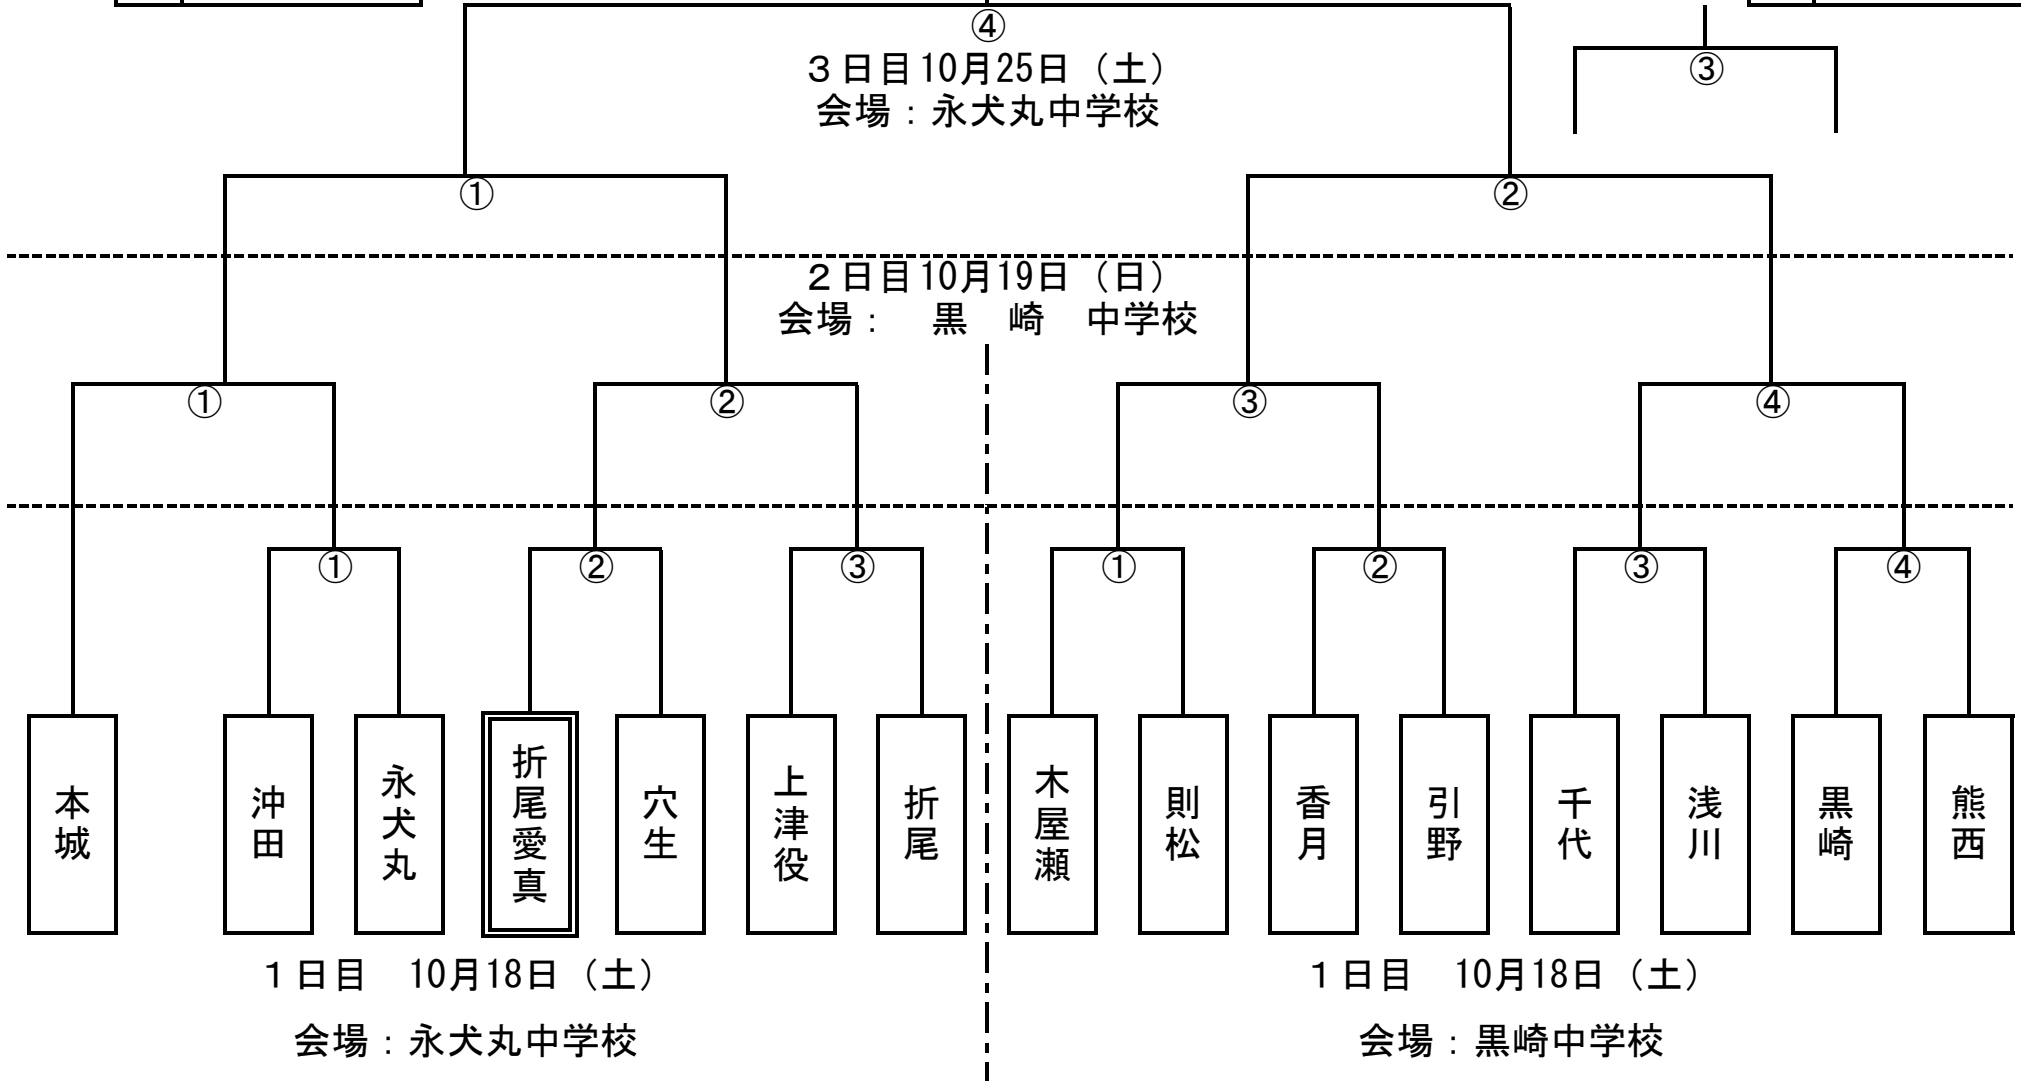 ④
３日目10月25日（土）
会場：永犬丸中学校
③
①
②
２日目10月19日（日）
会場：　黒　崎　中学校
①
②
③
④
①
②
③
①
②
③
④
本城
沖田
永犬丸
折尾愛真
穴生
上津役
折尾
木屋瀬
則松
香月
引野
千代
浅川
黒崎
熊西
１日目　10月18日（土）
会場：永犬丸中学校
１日目　10月18日（土）
会場：黒崎中学校